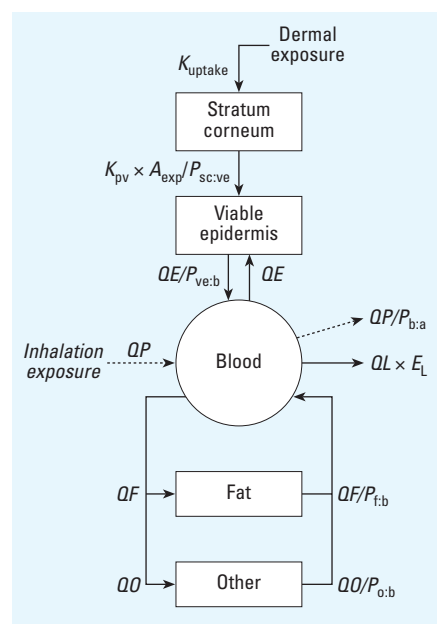 Dermal
exposure
K_uptake
Stratum
corneum
K_pv × A_exp/P_sc:ve
Viable
epidermis
QE/P_ve:b
QE
QP/P_b:a
Inhalation
exposure
QP
Blood
QL × E_L
QF
Fat
QF/P_f:b
QO
Other
QO/P_o:b